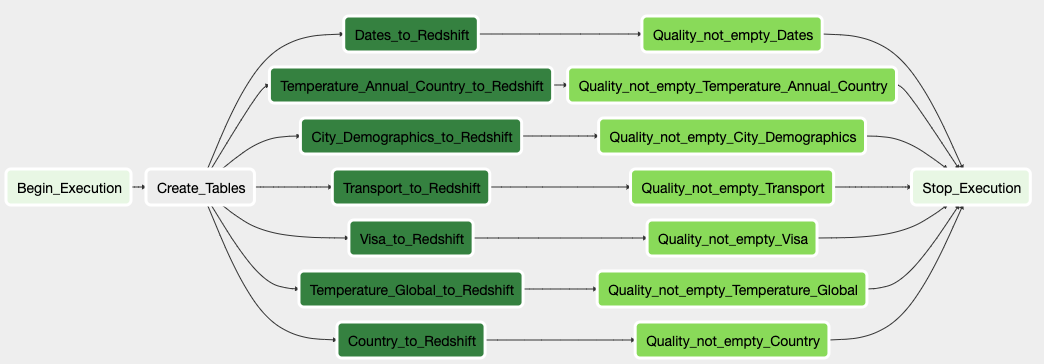 Dates_to_Redshift
Quality_not_empty_Dates
Temperature_Annual_Country_to_Redshift
Quality_not_empty_Temperature_Annual_Country
City_Demographics_to_Redshift
Quality_not_empty_City_Demographics
Begin_Execution
Create_Tables
Transport_to_Redshift
Quality_not_empty_Transport
Stop_Execution
Visa_to_Redshift
Quality_not_empty_Visa
Temperature_Global_to_Redshift
Quality_not_empty_Temperature_Global
Country_to_Redshift
Quality_not_empty_Country